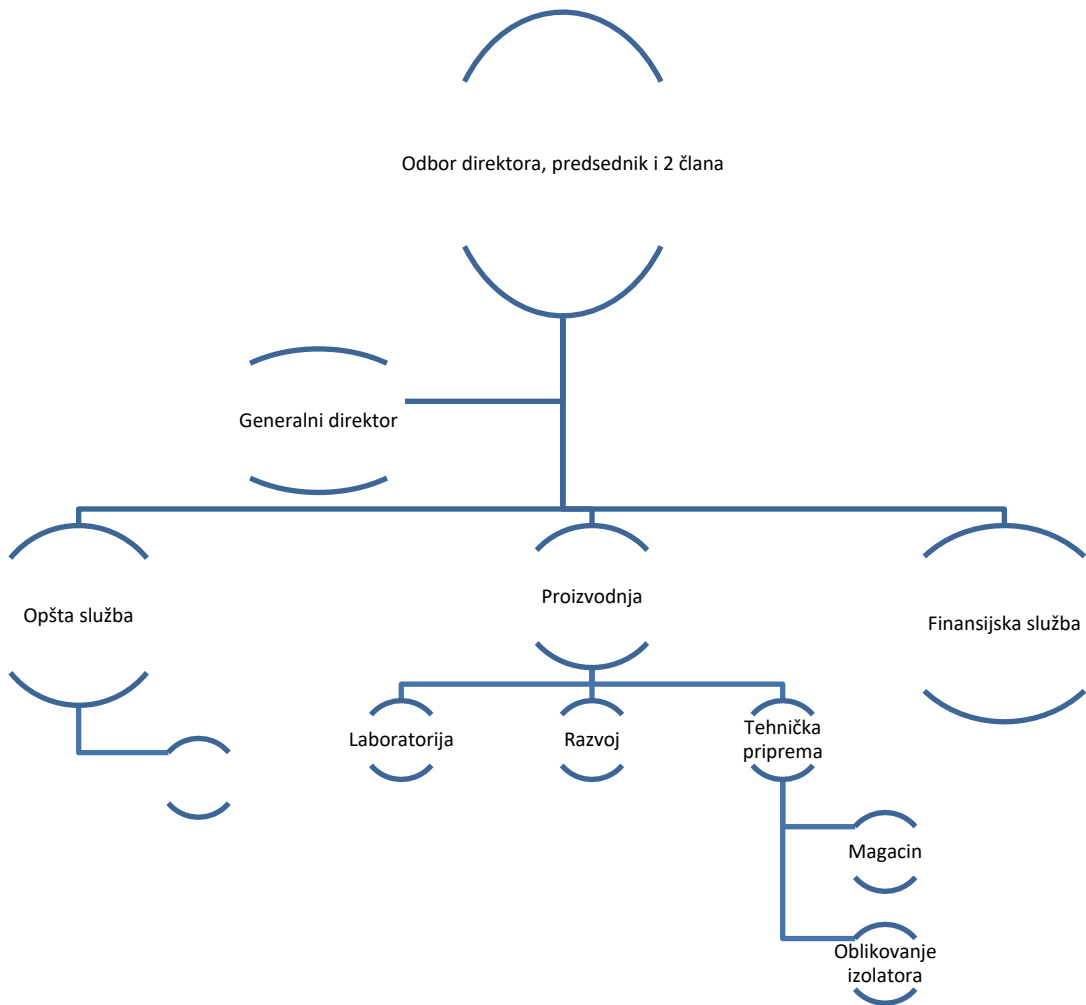 Odbor direktora, predsednik i 2 člana
Generalni direktor
Opšta služba
Proizvodnja
Finansijska služba
Laboratorija
Razvoj
Tehnička
priprema
Magacin
Oblikovanje
izolatora